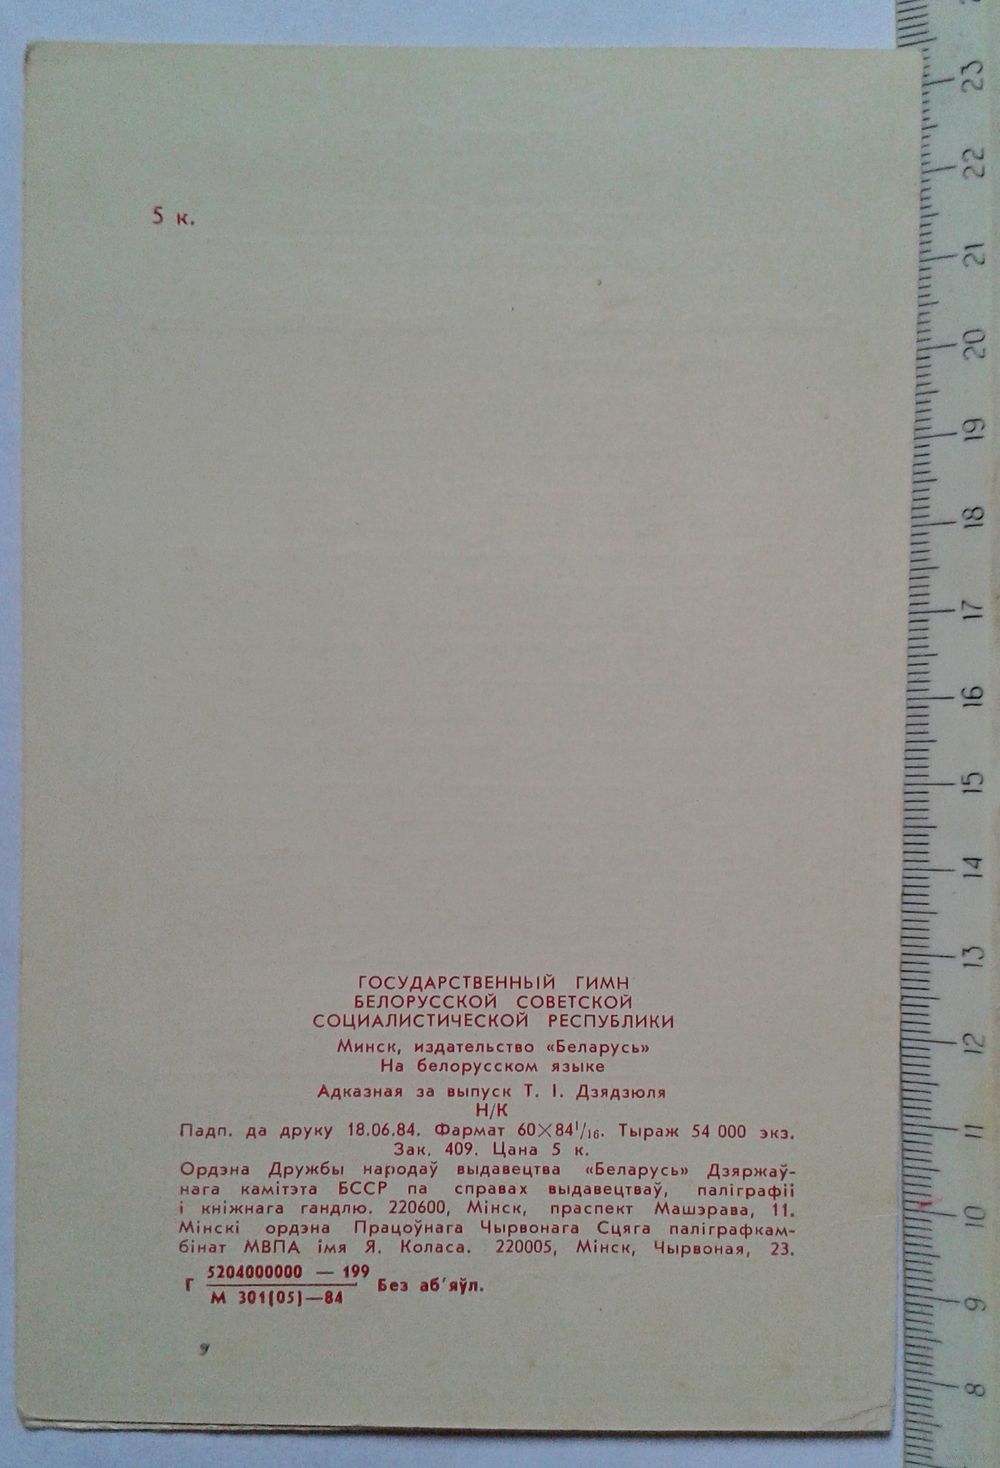 5 к.
ГОСУДАРСТВЕННЫЙ ГИМН
БЕЛОРУССКОЙ СОВЕТСКОЙ
СОЦИАЛИСТИЧЕСКОЙ РЕСПУБЛИКИ
Минск, издательство «Беларусь»
На белорусском языке
Адказная за выпуск Т. І. Дзядзюля
Н/К
Падп. да друку 18.06.84. Фармат 60×84¹/₁₆. Тыраж 54 000 экз.
Зак. 409. Цана 5 к.
Ордэна Дружбы народаў выдавецтва «Беларусь» Дзяржаў-
нага камітэта БССР па справах выдавецтваў, паліграфіі
і кніжнага гандлю. 220600, Мінск, праспект Машэрава, 11.
Мінскі ордэна Працоўнага Чырвонага Сцяга паліграфкам-
бінат МВПА імя Я. Коласа. 220005, Мінск, Чырвоная, 23.
Г 5204000000 — 199
М 301(05)—84 Без аб'яўл.
23
22
21
20
19
18
17
16
15
14
13
12
11
10
9
8